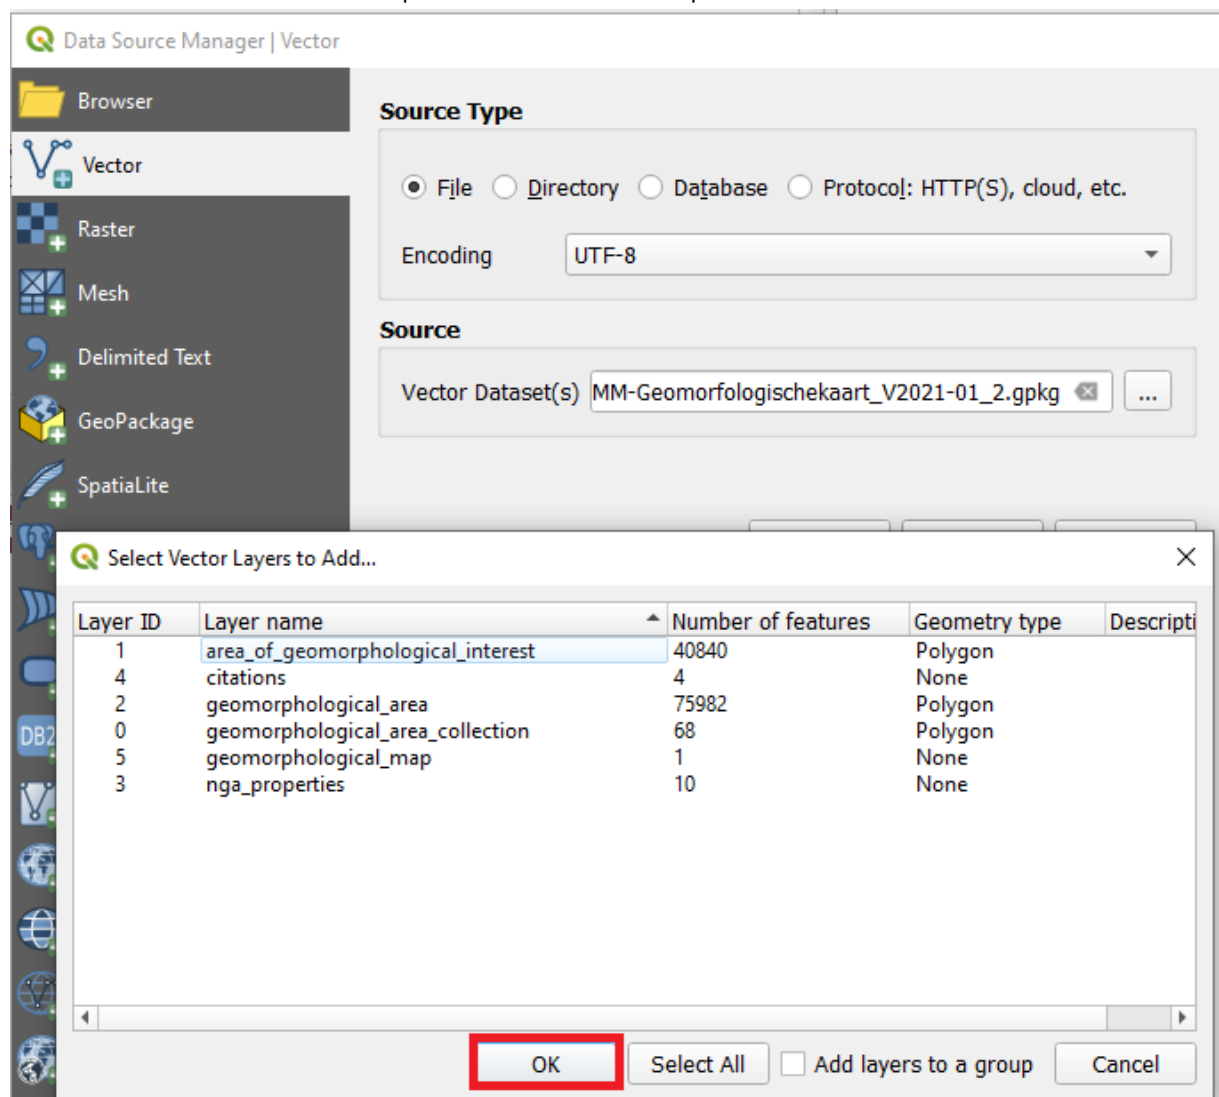 Data Source Manager | Vector
Browser
Vector
Raster
Mesh
Delimited Text
GeoPackage
SpatiaLite
DB2
Source Type
File Directory Database Protocol: HTTP(S), cloud, etc.
Encoding UTF-8
Source
Vector Dataset(s) MM-Geomorfologischekaart_V2021-01_2.gpkg ...
Select Vector Layers to Add...
Layer ID Layer name Number of features Geometry type Descripti
1 area_of_geomorphological_interest 40840 Polygon
4 citations 4 None
2 geomorphological_area 75982 Polygon
0 geomorphological_area_collection 68 Polygon
5 geomorphological_map 1 None
3 nga_properties 10 None
OK Select All Add layers to a group Cancel